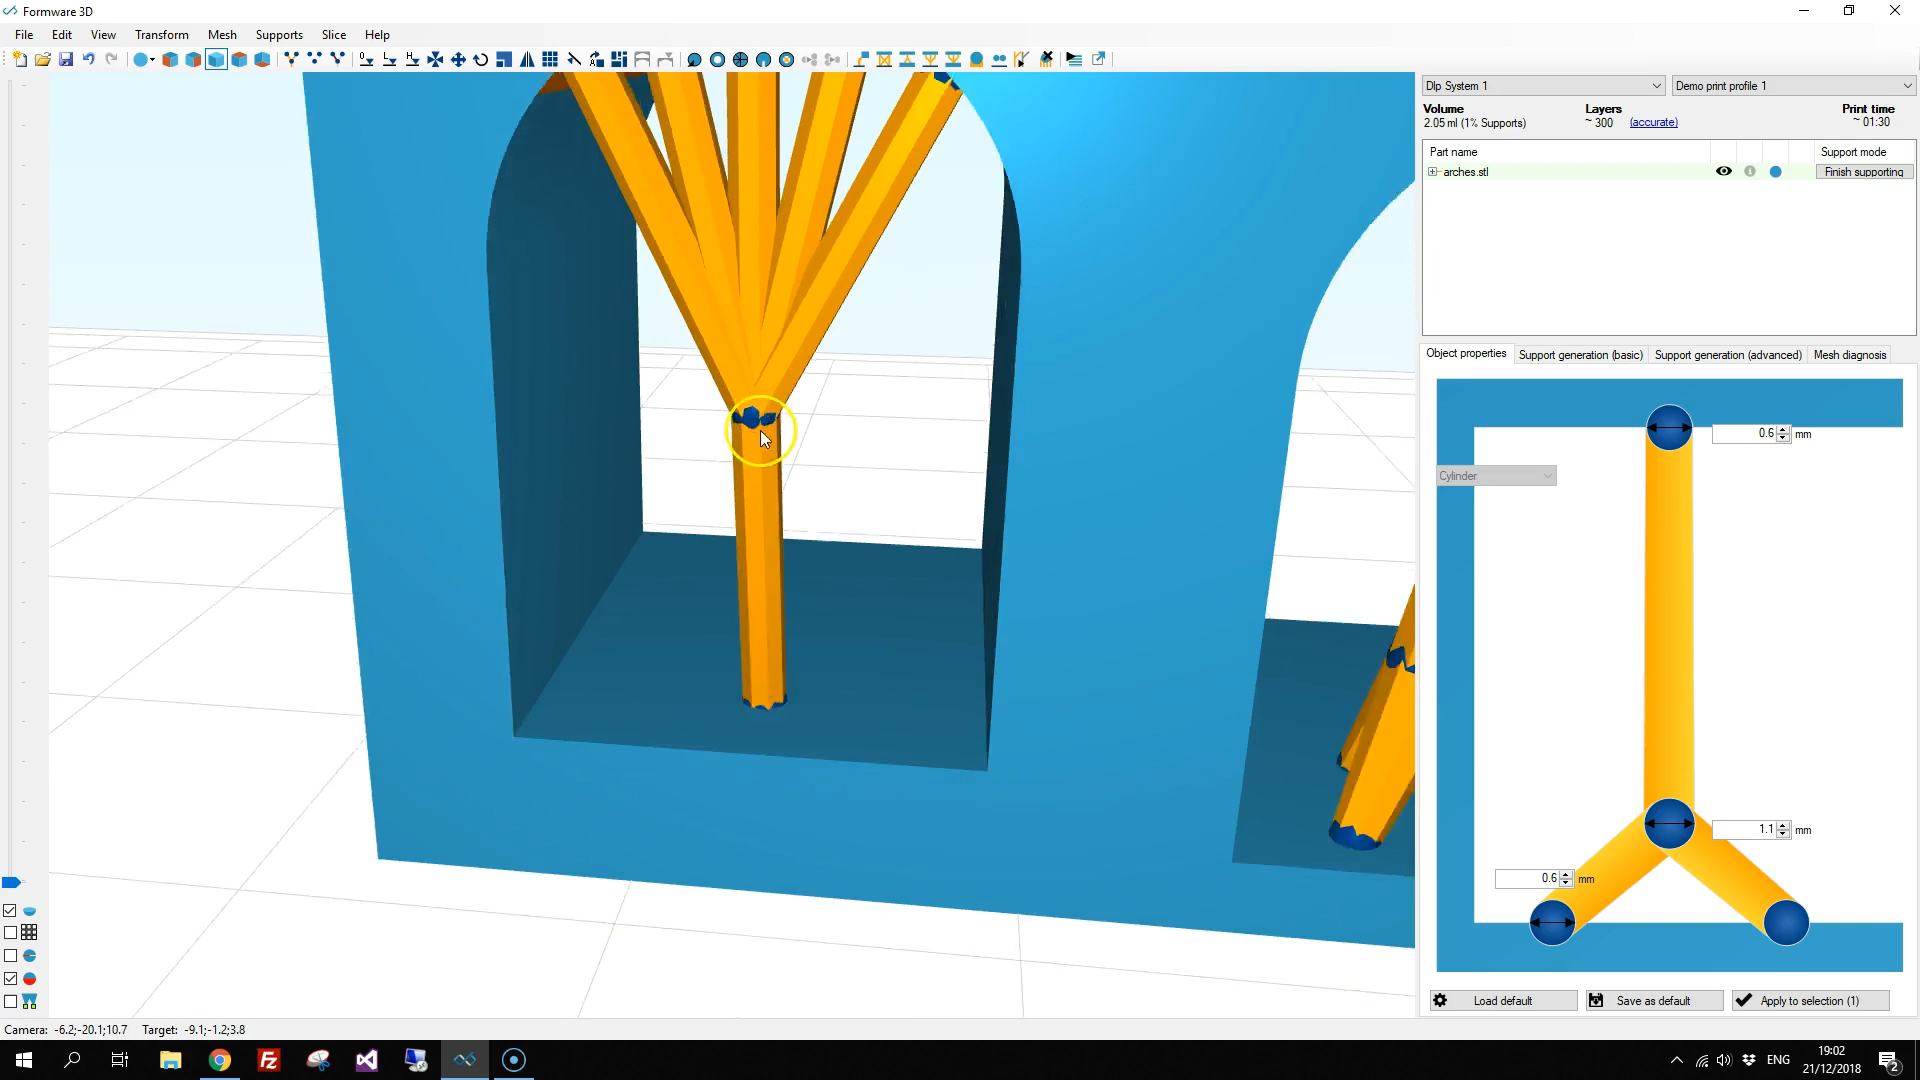 Formware 3D
File Edit View Transform Mesh Supports Slice Help
Dlp System 1
Demo print profile 1
Volume Layers Print time
2.05 ml (1% Supports) ~ 300 (accurate) ~ 01:30
Part name Support mode
arches.stl Finish supporting
Object properties Support generation (basic) Support generation (advanced) Mesh diagnosis
0.6 mm
Cylinder
1.1 mm
0.6 mm
Load default Save as default Apply to selection (1)
Camera: -6.2;-20.1;10.7 Target: -9.1;-1.2;3.8
ENG
19:02
21/12/2018
2